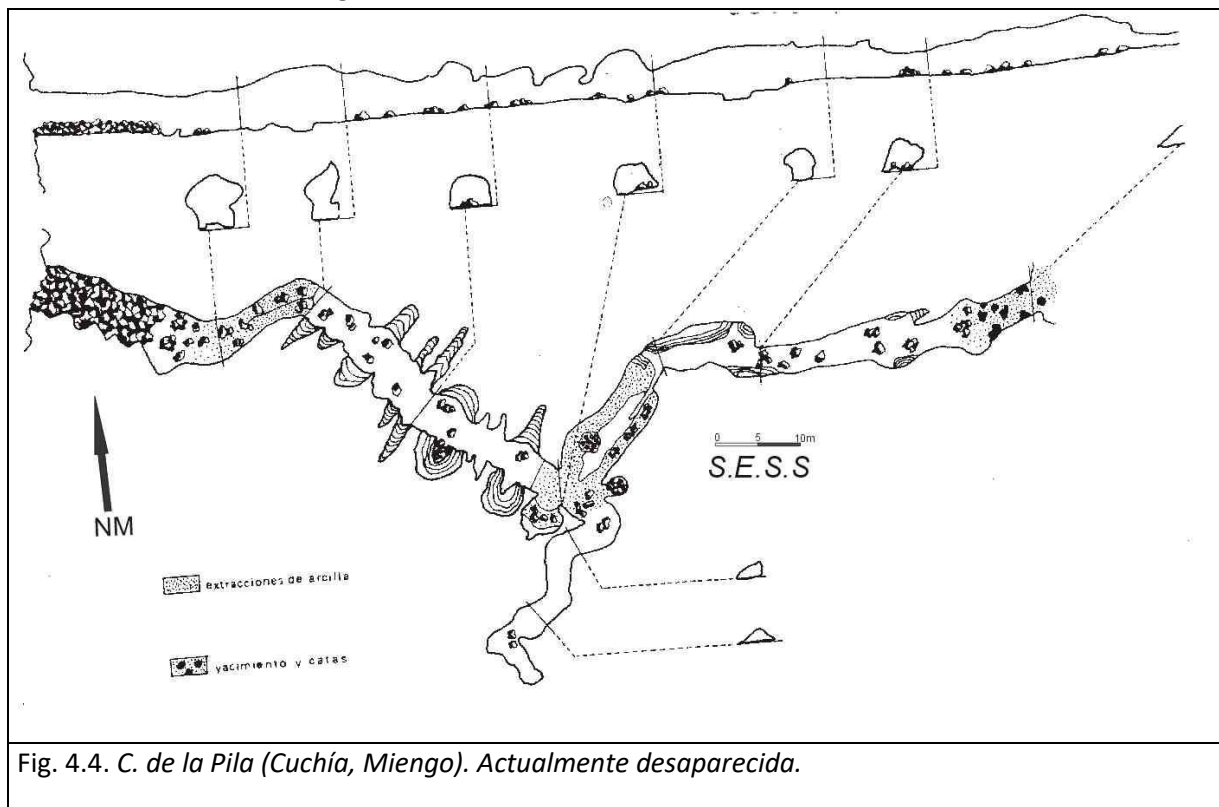 0 5 10m
S.E.S.S
NM
extracciones de arcilla
yacimiento y catas
Fig. 4.4. C. de la Pila (Cuchía, Miengo). Actualmente desaparecida.